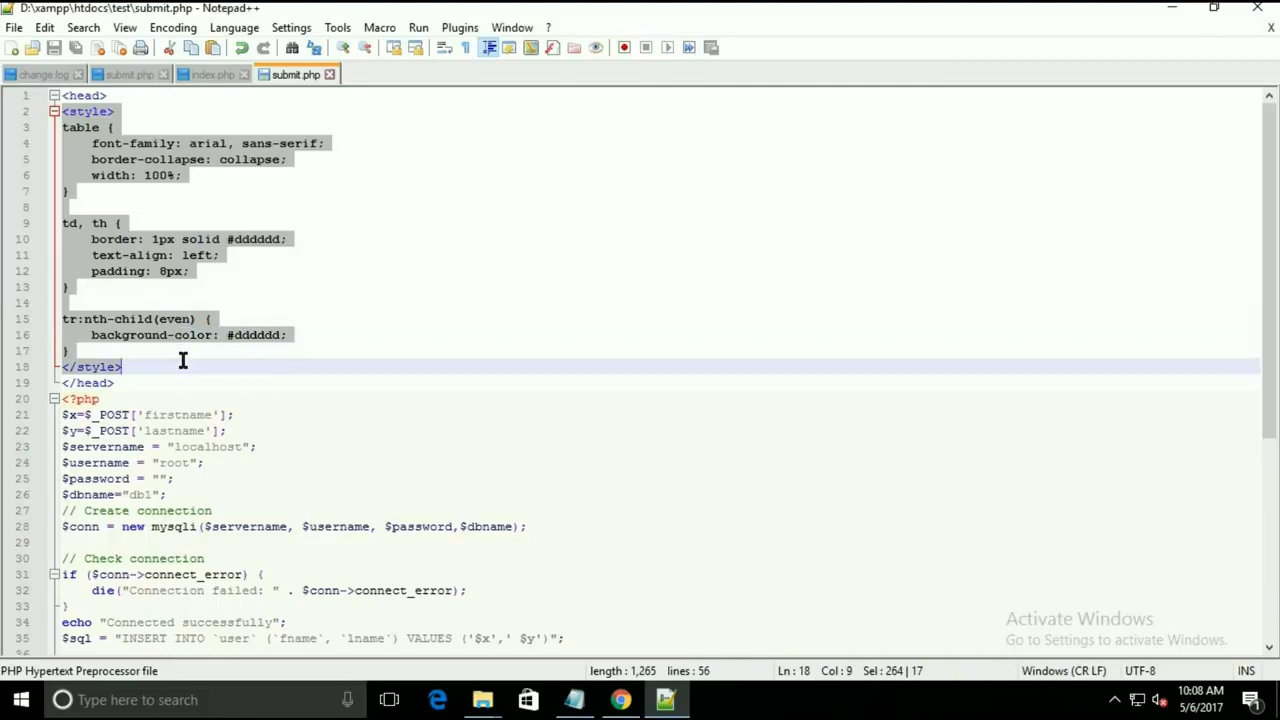 D:\xampp\htdocs\test\submit.php - Notepad++
File Edit Search View Encoding Language Settings Tools Macro Run Plugins Window ? X
change.log submit.php index.php submit.php
1 <head>
2 <style>
3 table {
4 font-family: arial, sans-serif;
5 border-collapse: collapse;
6 width: 100%;
7 }
8
9 td, th {
10 border: 1px solid #dddddd;
11 text-align: left;
12 padding: 8px;
13 }
14
15 tr:nth-child(even) {
16 background-color: #dddddd;
17 }
18 </style>
19 </head>
20 <?php
21 $x=$_POST['firstname'];
22 $y=$_POST['lastname'];
23 $servername = "localhost";
24 $username = "root";
25 $password = "";
26 $dbname="db1";
27 // Create connection
28 $conn = new mysqli($servername, $username, $password,$dbname);
29
30 // Check connection
31 if ($conn->connect_error) {
32 die("Connection failed: " . $conn->connect_error);
33 }
34 echo "Connected successfully";
35 $sql = "INSERT INTO `user` (`fname`, `lname`) VALUES ('$x',' $y')";
36
Activate Windows
Go to Settings to activate Windows.
PHP Hypertext Preprocessor file length : 1,265 lines : 56 Ln : 18 Col : 9 Sel : 264 | 17 Windows (CR LF) UTF-8 INS
Type here to search
10:08 AM
5/6/2017
1